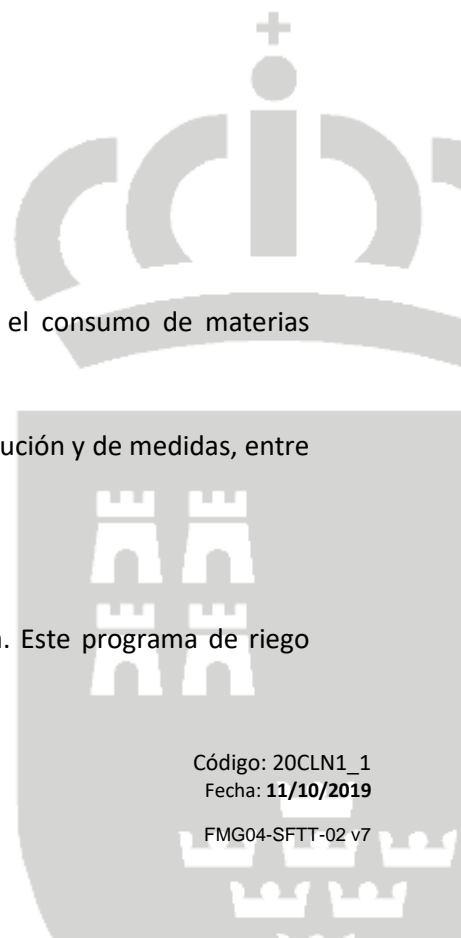 el consumo de materias
ución y de medidas, entre
. Este programa de riego
Código: 20CLN1_1
Fecha: 11/10/2019
FMG04-SFTT-02 v7